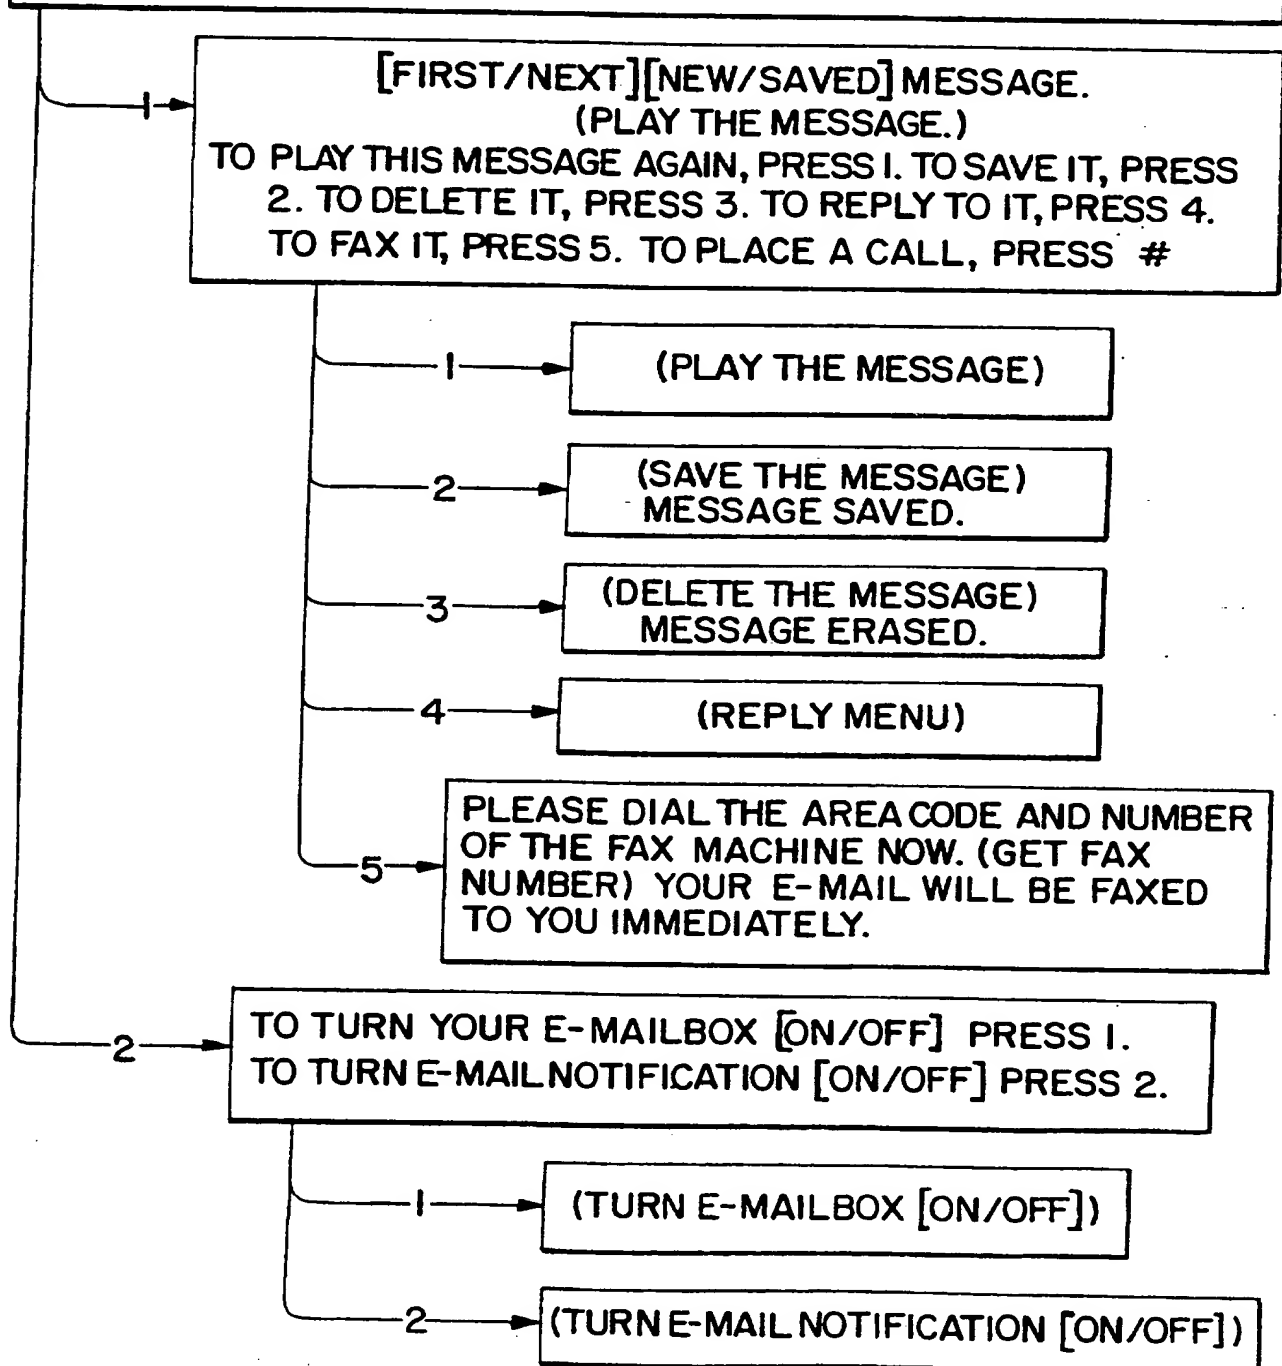 1
[FIRST/NEXT][NEW/SAVED] MESSAGE.
(PLAY THE MESSAGE.)
TO PLAY THIS MESSAGE AGAIN, PRESS 1. TO SAVE IT, PRESS
2. TO DELETE IT, PRESS 3. TO REPLY TO IT, PRESS 4.
TO FAX IT, PRESS 5. TO PLACE A CALL, PRESS #
1
(PLAY THE MESSAGE)
2
(SAVE THE MESSAGE)
MESSAGE SAVED.
3
(DELETE THE MESSAGE)
MESSAGE ERASED.
4
(REPLY MENU)
5
PLEASE DIAL THE AREA CODE AND NUMBER
OF THE FAX MACHINE NOW. (GET FAX
NUMBER) YOUR E-MAIL WILL BE FAXED
TO YOU IMMEDIATELY.
2
TO TURN YOUR E-MAILBOX [ON/OFF] PRESS 1.
TO TURN E-MAIL NOTIFICATION [ON/OFF] PRESS 2.
1
(TURN E-MAILBOX [ON/OFF])
2
(TURN E-MAIL NOTIFICATION [ON/OFF])